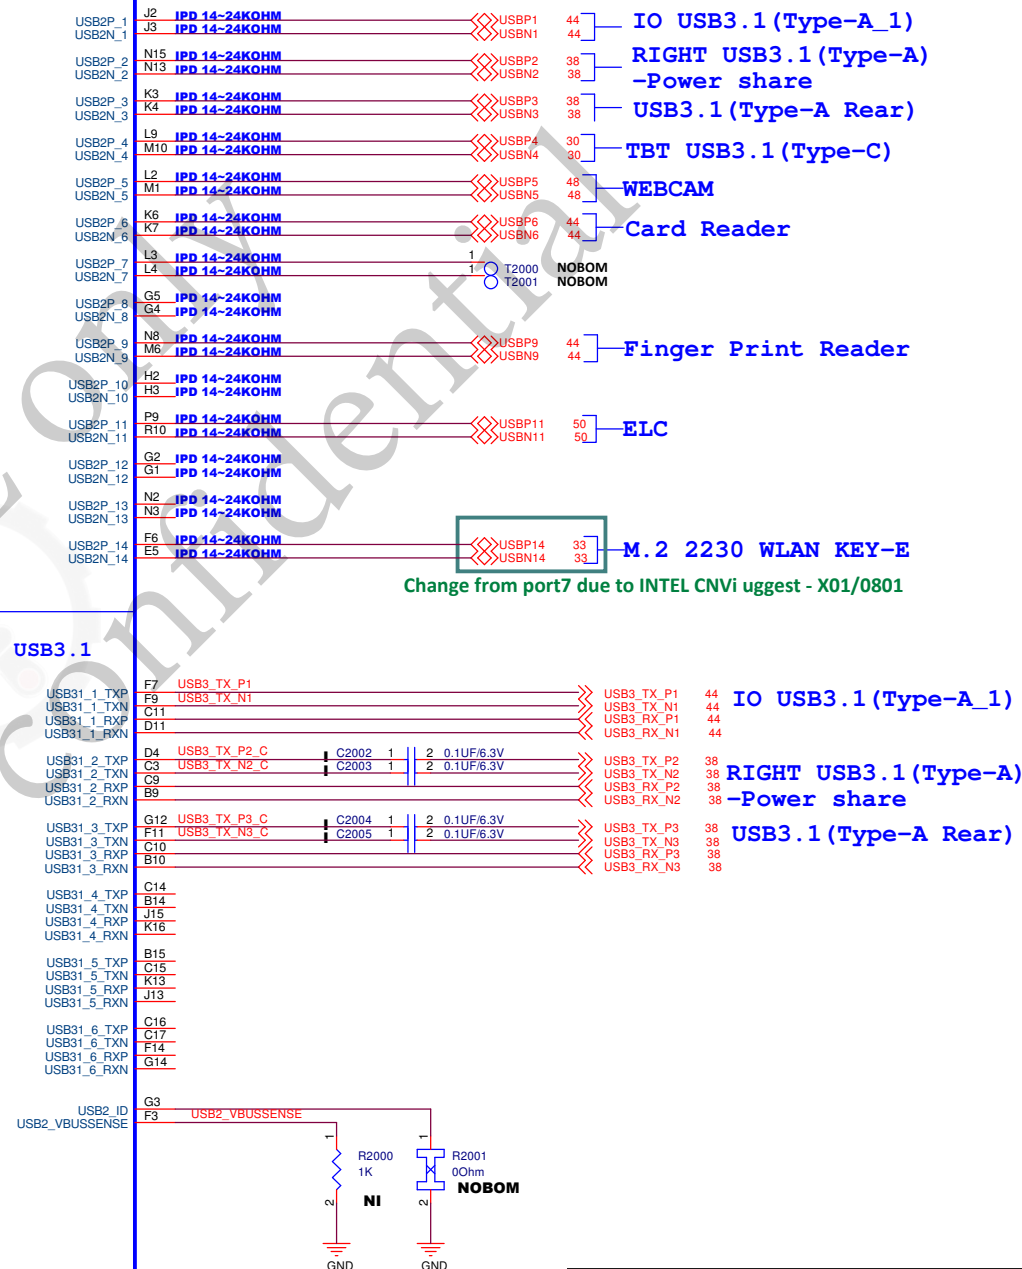 USB2P_1 J2 IPD 14~24KOHM USBP1 44 IO USB3.1(Type-A_1)
USB2N_1 J3 IPD 14~24KOHM USBN1 44
USB2P_2 N15 IPD 14~24KOHM USBP2 38 RIGHT USB3.1(Type-A)
USB2N_2 N13 IPD 14~24KOHM USBN2 38 -Power share
USB2P_3 K3 IPD 14~24KOHM USBP3 38 USB3.1(Type-A Rear)
USB2N_3 K4 IPD 14~24KOHM USBN3 38
USB2P_4 L9 IPD 14~24KOHM USBP4 30 TBT USB3.1(Type-C)
USB2N_4 M10 IPD 14~24KOHM USBN4 30
USB2P_5 L2 IPD 14~24KOHM USBP5 48 WEBCAM
USB2N_5 M1 IPD 14~24KOHM USBN5 48
USB2P_6 K6 IPD 14~24KOHM USBP6 44 Card Reader
USB2N_6 K7 IPD 14~24KOHM USBN6 44
USB2P_7 L3 IPD 14~24KOHM 1 T2000 NOBOM
USB2N_7 L4 IPD 14~24KOHM 1 T2001 NOBOM
USB2P_8 G5 IPD 14~24KOHM
USB2N_8 G4 IPD 14~24KOHM
USB2P_9 N8 IPD 14~24KOHM USBP9 44 Finger Print Reader
USB2N_9 M6 IPD 14~24KOHM USBN9 44
USB2P_10 H2 IPD 14~24KOHM
USB2N_10 H3 IPD 14~24KOHM
USB2P_11 P9 IPD 14~24KOHM USBP11 50 ELC
USB2N_11 R10 IPD 14~24KOHM USBN11 50
USB2P_12 G2 IPD 14~24KOHM
USB2N_12 G1 IPD 14~24KOHM
USB2P_13 N2 IPD 14~24KOHM
USB2N_13 N3 IPD 14~24KOHM
USB2P_14 F6 IPD 14~24KOHM USBP14 33 M.2 2230 WLAN KEY-E
USB2N_14 E5 IPD 14~24KOHM USBN14 33
Change from port7 due to INTEL CNVi uggest - X01/0801
only
Confidential
USB3.1
USB31_1_TXP F7 USB3_TX_P1 USB3_TX_P1 44 IO USB3.1(Type-A_1)
USB31_1_TXN F9 USB3_TX_N1 USB3_TX_N1 44
USB31_1_RXP C11 USB3_RX_P1 44
USB31_1_RXN D11 USB3_RX_N1 44
USB31_2_TXP D4 USB3_TX_P2_C C2002 1 2 0.1UF/6.3V USB3_TX_P2 38
USB31_2_TXN C3 USB3_TX_N2_C C2003 1 2 0.1UF/6.3V USB3_TX_N2 38 RIGHT USB3.1(Type-A)
USB31_2_RXP C9 USB3_RX_P2 38
USB31_2_RXN B9 USB3_RX_N2 38 -Power share
USB31_3_TXP G12 USB3_TX_P3_C C2004 1 2 0.1UF/6.3V USB3_TX_P3 38 USB3.1(Type-A Rear)
USB31_3_TXN F11 USB3_TX_N3_C C2005 1 2 0.1UF/6.3V USB3_TX_N3 38
USB31_3_RXP C10 USB3_RX_P3 38
USB31_3_RXN B10 USB3_RX_N3 38
USB31_4_TXP C14
USB31_4_TXN B14
USB31_4_RXP J15
USB31_4_RXN K16
USB31_5_TXP B15
USB31_5_TXN C15
USB31_5_RXP K13
USB31_5_RXN J13
USB31_6_TXP C16
USB31_6_TXN C17
USB31_6_RXP F14
USB31_6_RXN G14
USB2_ID G3
USB2_VBUSSENSE F3 USB2_VBUSSENSE
1 1
R2000 R2001
1K 0Ohm
NI NOBOM
2 2
GND GND